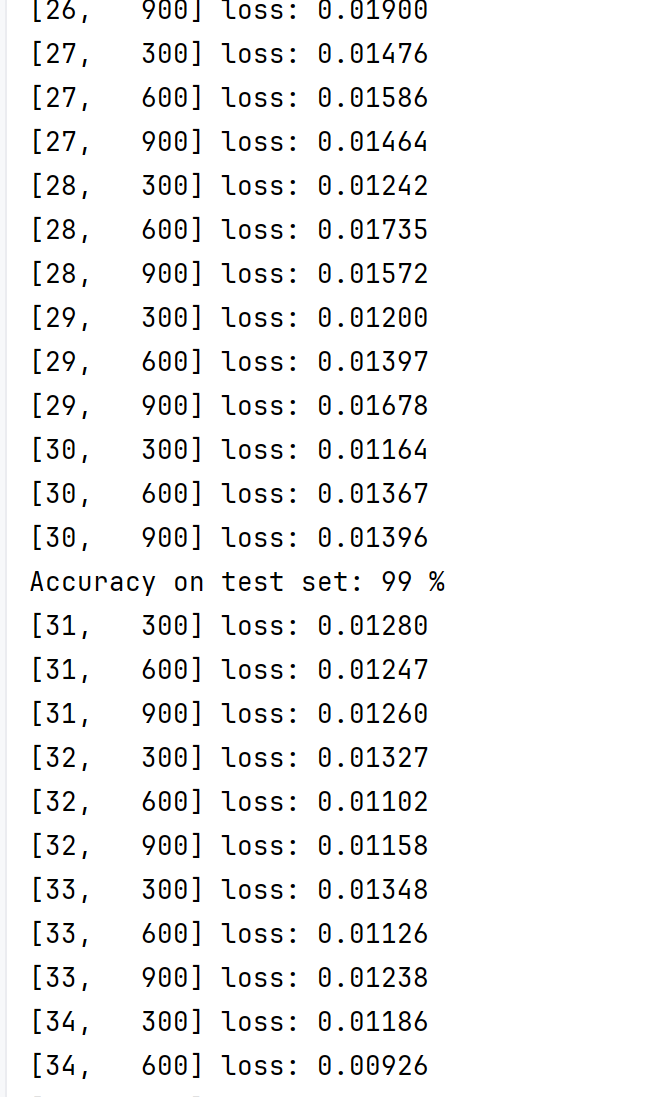 [26,   900] loss: 0.01900
[27,   300] loss: 0.01476
[27,   600] loss: 0.01586
[27,   900] loss: 0.01464
[28,   300] loss: 0.01242
[28,   600] loss: 0.01735
[28,   900] loss: 0.01572
[29,   300] loss: 0.01200
[29,   600] loss: 0.01397
[29,   900] loss: 0.01678
[30,   300] loss: 0.01164
[30,   600] loss: 0.01367
[30,   900] loss: 0.01396
Accuracy on test set: 99 %
[31,   300] loss: 0.01280
[31,   600] loss: 0.01247
[31,   900] loss: 0.01260
[32,   300] loss: 0.01327
[32,   600] loss: 0.01102
[32,   900] loss: 0.01158
[33,   300] loss: 0.01348
[33,   600] loss: 0.01126
[33,   900] loss: 0.01238
[34,   300] loss: 0.01186
[34,   600] loss: 0.00926